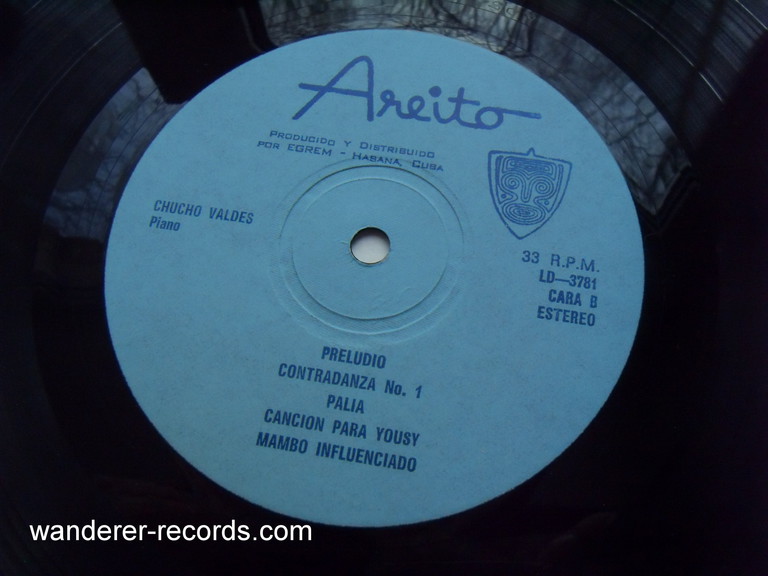 Areito
PRODUCIDO Y DISTRIBUIDO
POR EGREM - HABANA, CUBA
CHUCHO VALDES
Piano
33 R.P.M.
LD—3781
CARA B
ESTEREO
PRELUDIO
CONTRADANZA No. 1
PALIA
CANCION PARA YOUSY
MAMBO INFLUENCIADO
wanderer-records.com